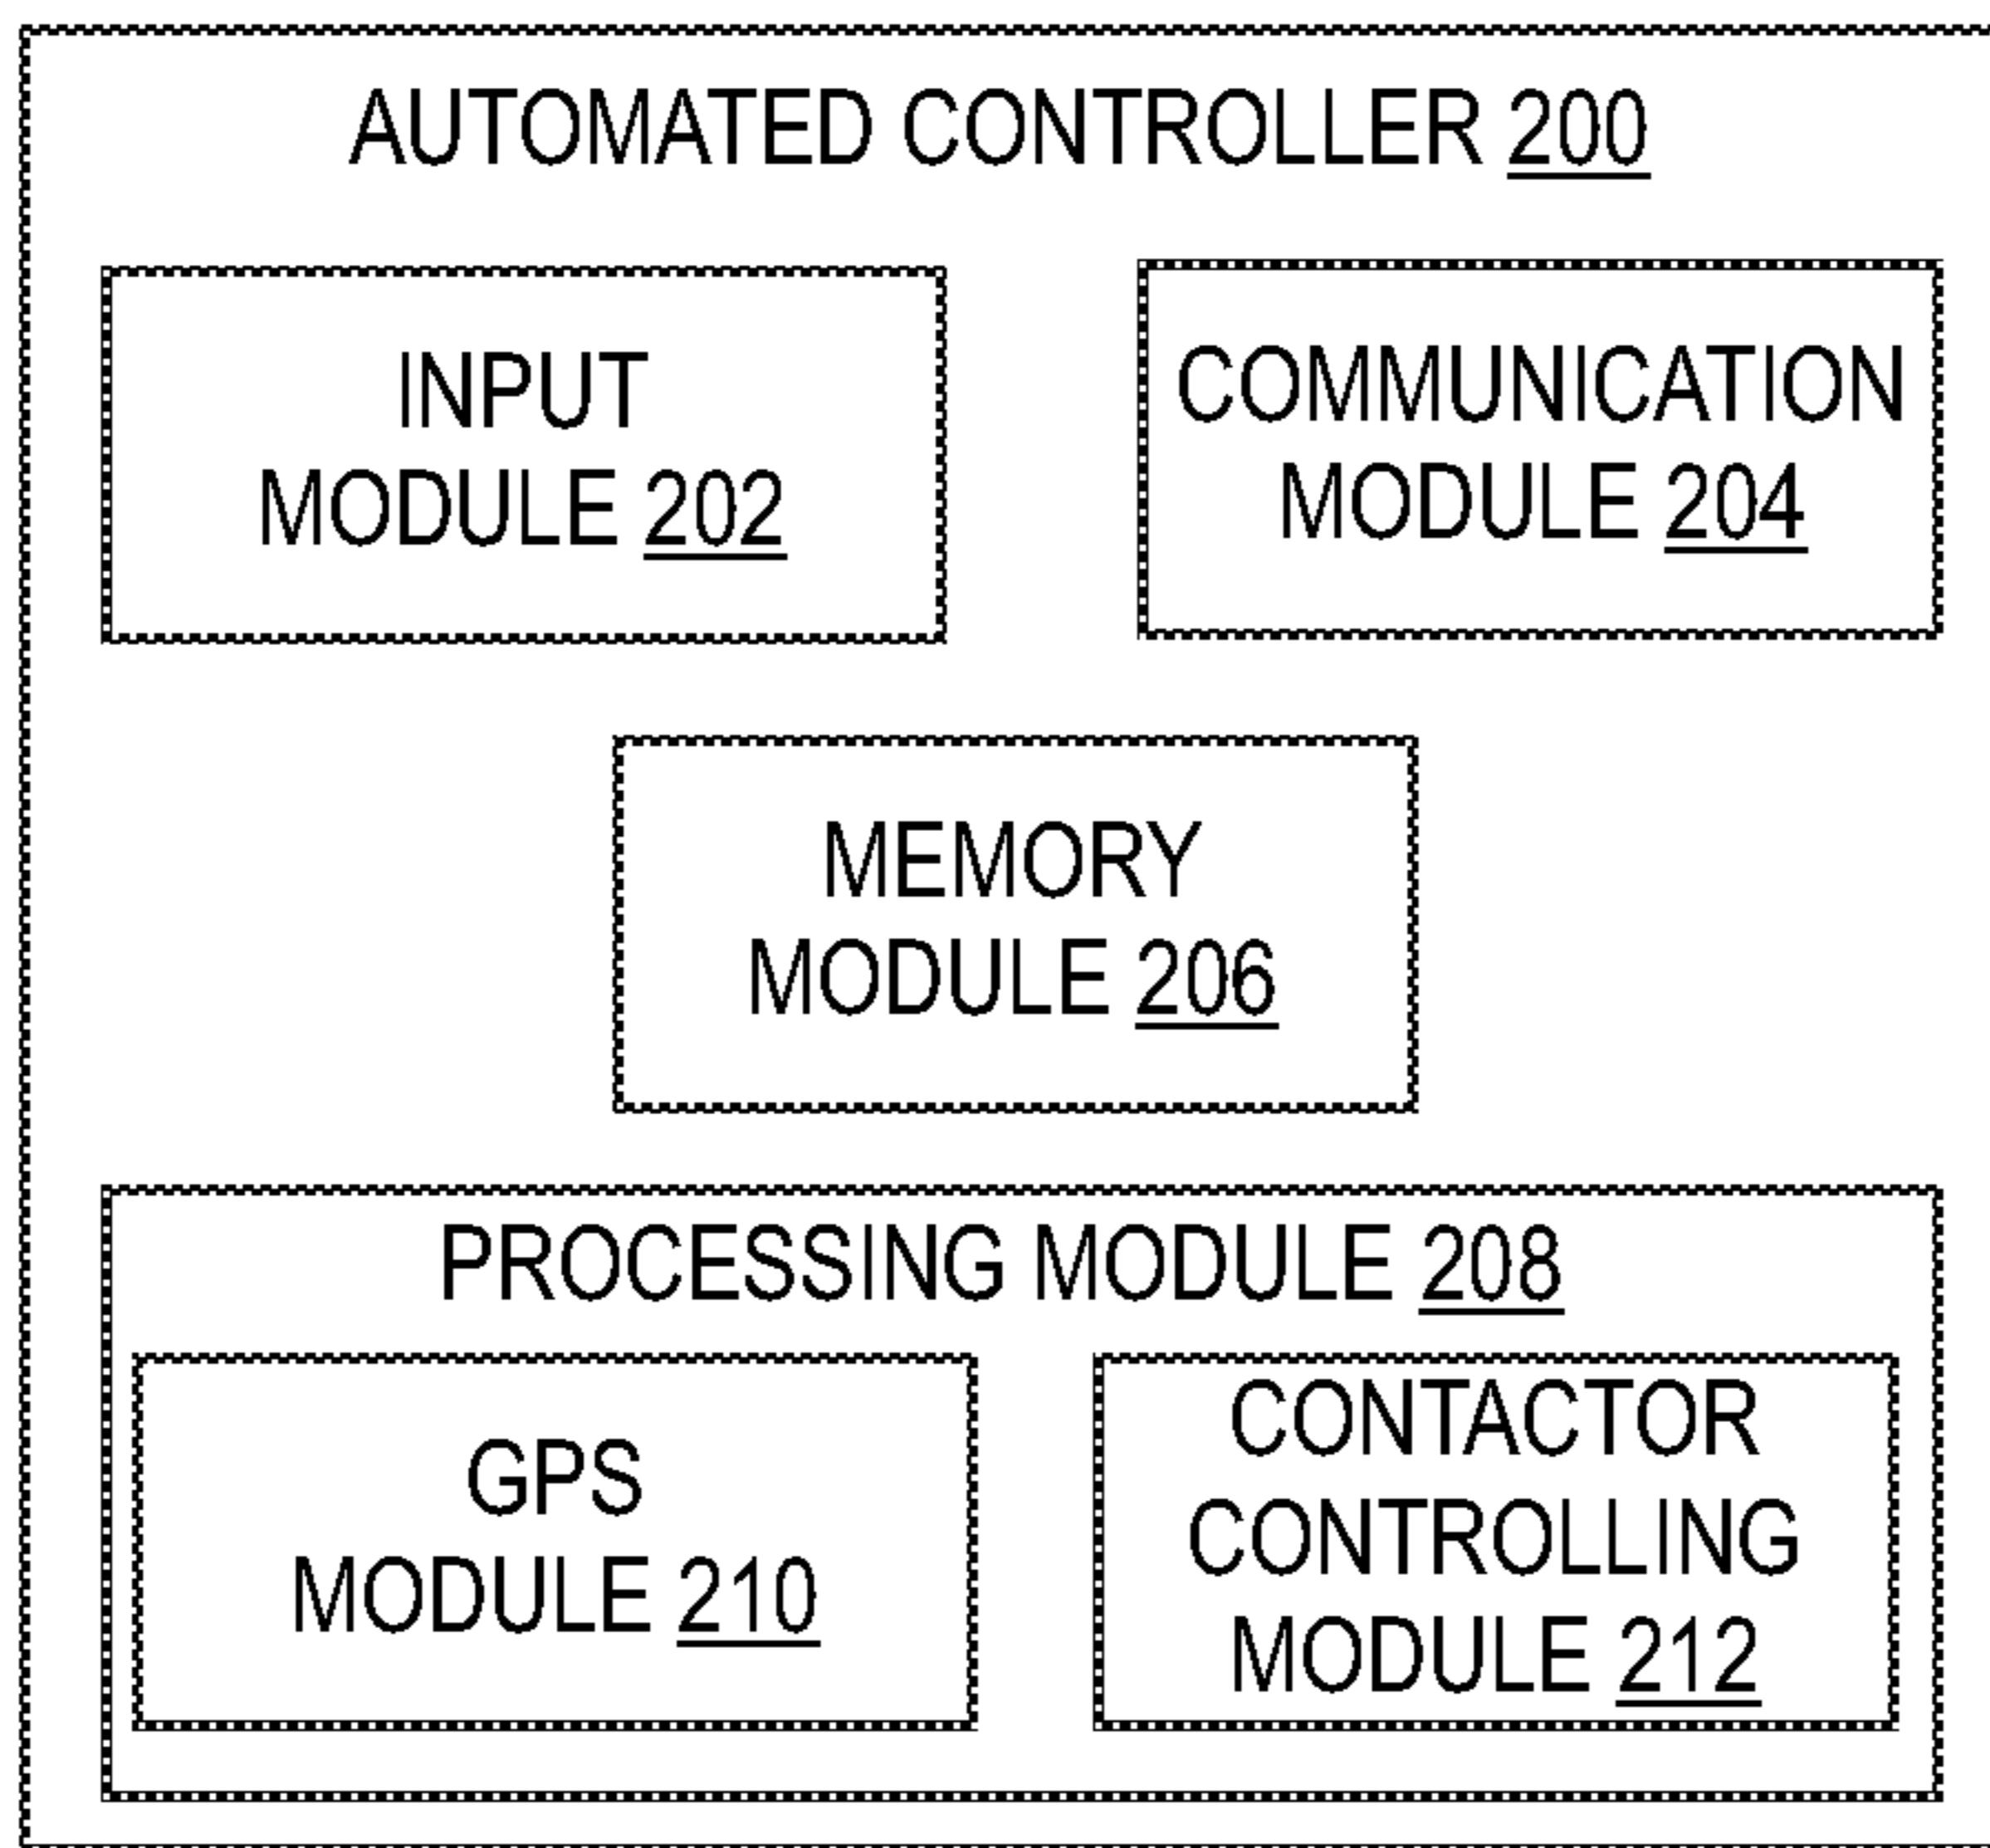 AUTOMATED CONTROLLER 200
INPUT
MODULE 202
COMMUNICATION
MODULE 204
MEMORY
MODULE 206
PROCESSING MODULE 208
GPS
MODULE 210
CONTACTOR
CONTROLLING
MODULE 212